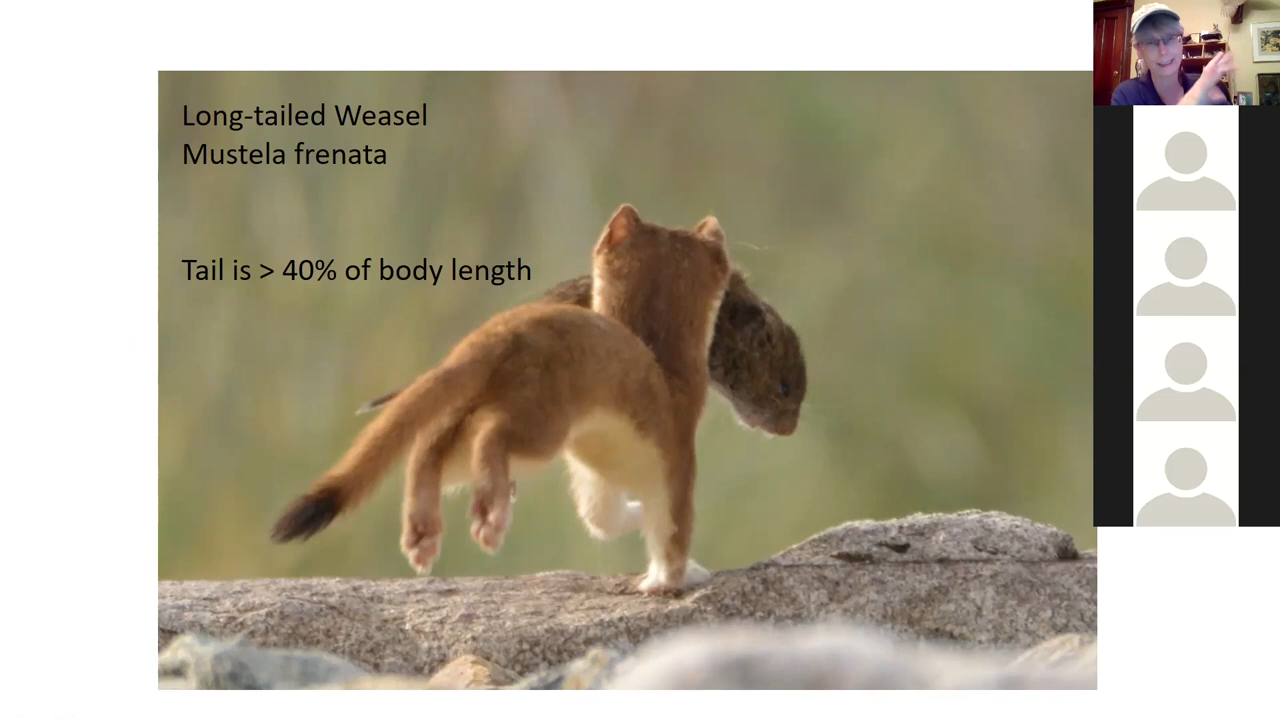 Long-tailed Weasel
Mustela frenata
Tail is > 40% of body length